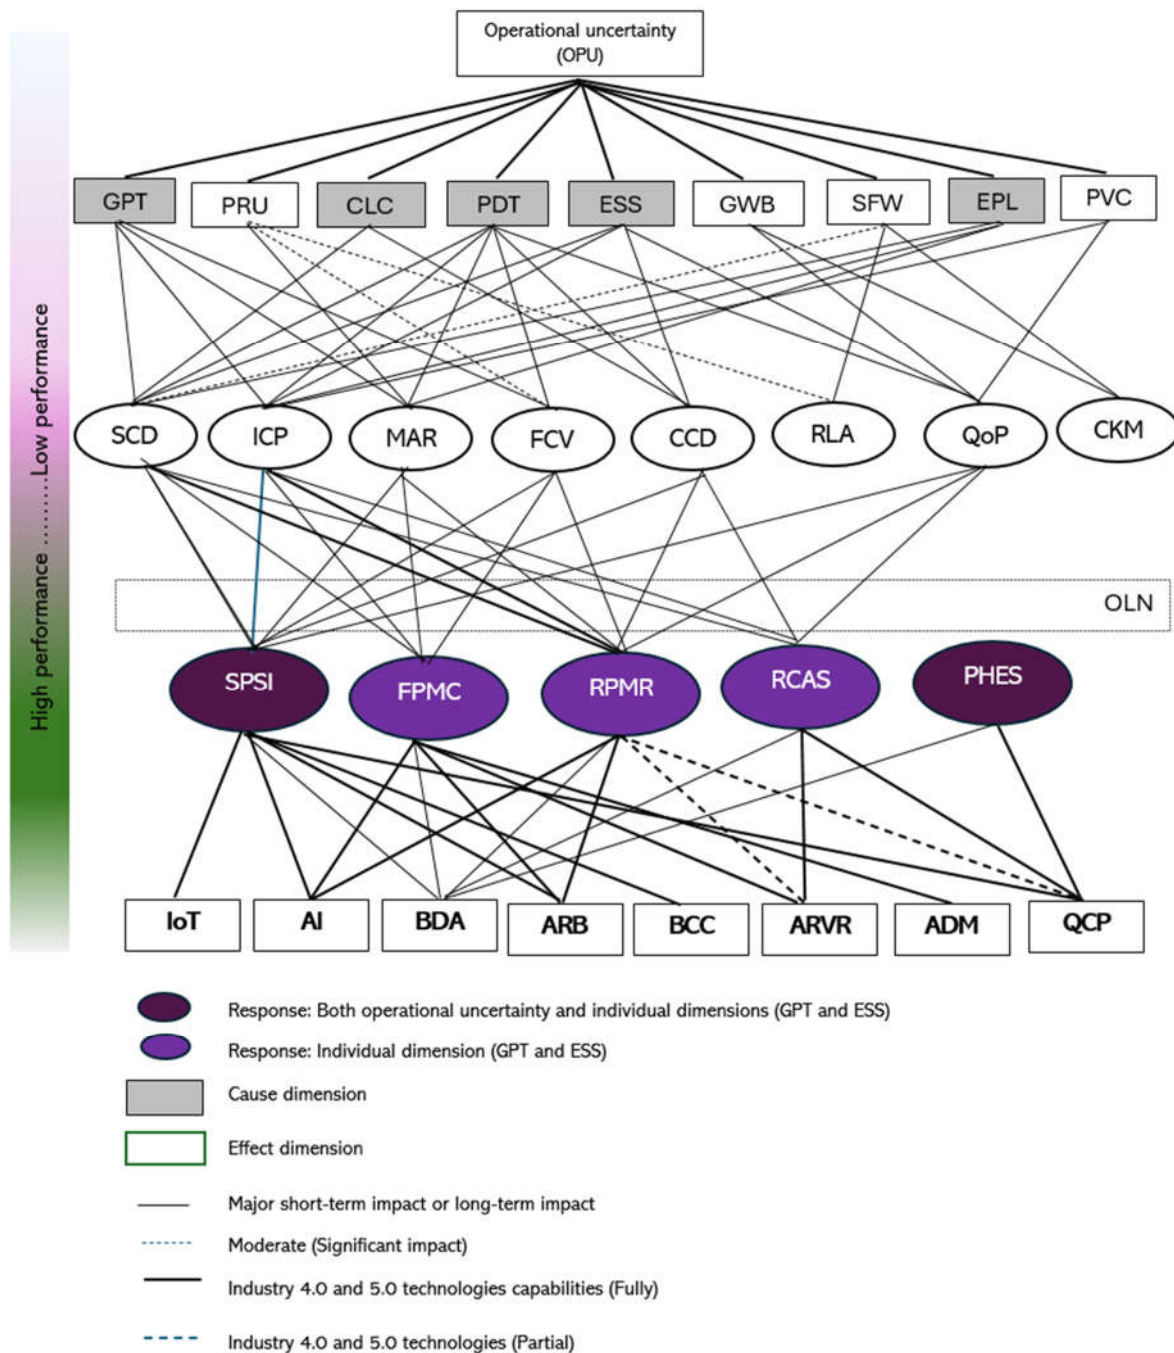 Operational uncertainty
(OPU)
GPT
PRU
CLC
PDT
ESS
GWB
SFW
EPL
PVC
High performance ........Low performance
SCD
ICP
MAR
FCV
CCD
RLA
QoP
CKM
OLN
SPSI
FPMC
RPMR
RCAS
PHES
IoT
AI
BDA
ARB
BCC
ARVR
ADM
QCP
Response: Both operational uncertainty and individual dimensions (GPT and ESS)
Response: Individual dimension (GPT and ESS)
Cause dimension
Effect dimension
Major short-term impact or long-term impact
Moderate (Significant impact)
Industry 4.0 and 5.0 technologies capabilities (Fully)
Industry 4.0 and 5.0 technologies (Partial)